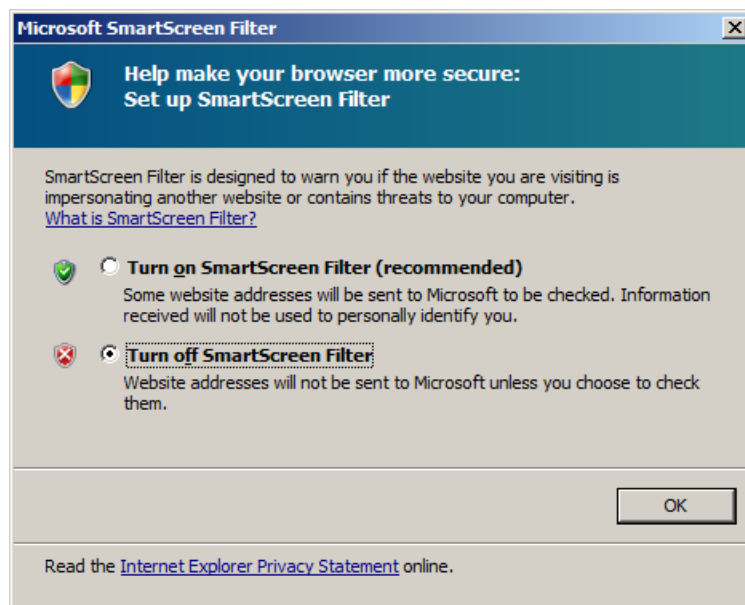 Microsoft SmartScreen Filter
Help make your browser more secure:
Set up SmartScreen Filter
SmartScreen Filter is designed to warn you if the website you are visiting is
impersonating another website or contains threats to your computer.
What is SmartScreen Filter?
Turn on SmartScreen Filter (recommended)
Some website addresses will be sent to Microsoft to be checked. Information
received will not be used to personally identify you.
Turn off SmartScreen Filter
Website addresses will not be sent to Microsoft unless you choose to check
them.
OK
Read the Internet Explorer Privacy Statement online.